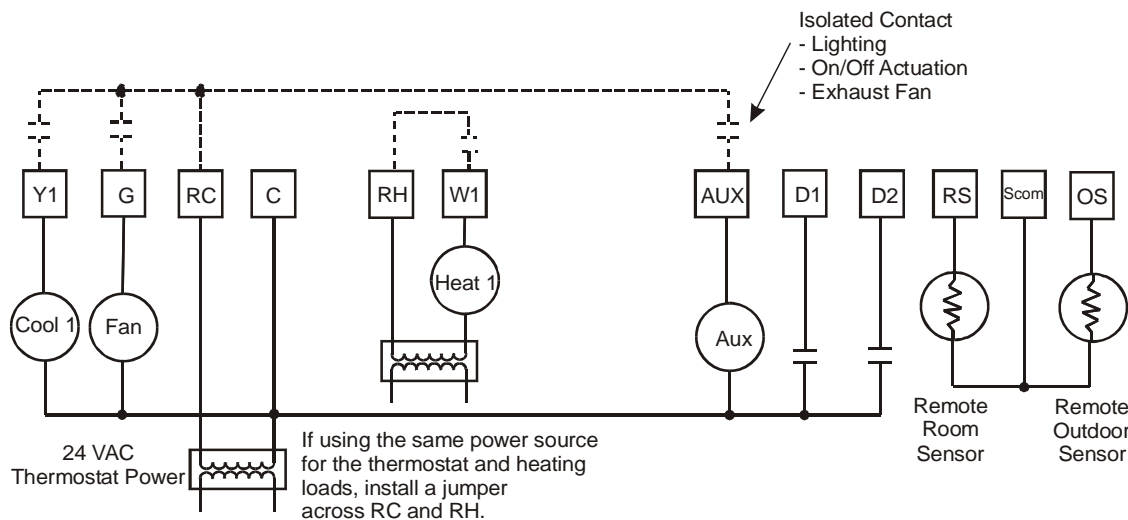 Isolated Contact
- Lighting
- On/Off Actuation
- Exhaust Fan
Y1
G
RC
C
RH
W1
AUX
D1
D2
RS
Scom
OS
Cool 1
Fan
Heat 1
Aux
24 VAC
Thermostat Power
If using the same power source
for the thermostat and heating
loads, install a jumper
across RC and RH.
Remote
Room
Sensor
Remote
Outdoor
Sensor